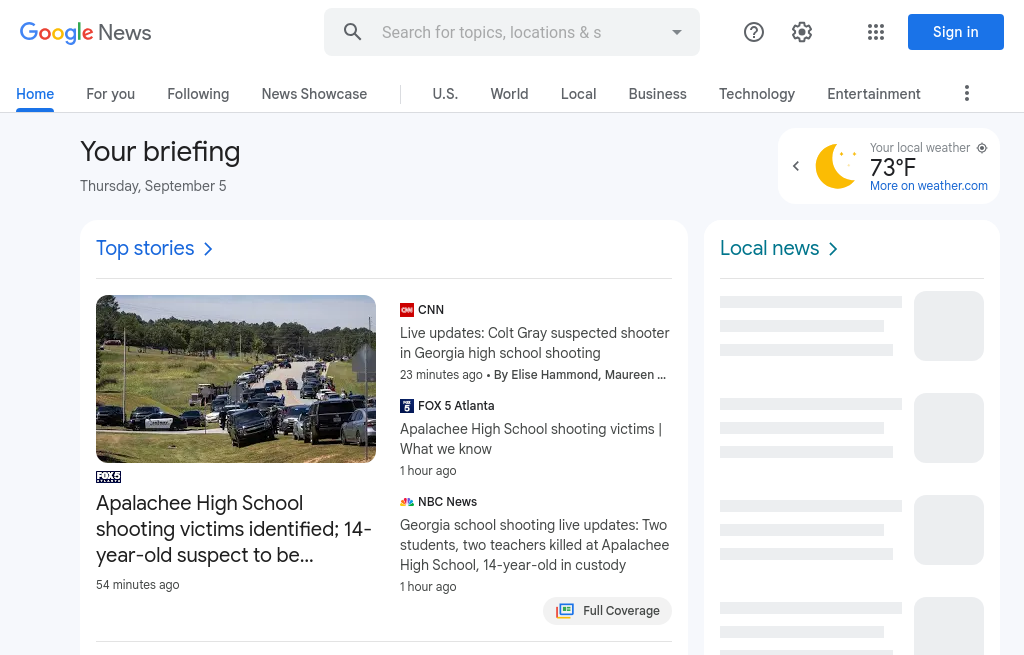 Google News
Search for topics, locations & s
Sign in
Home
For you
Following
News Showcase
U.S.
World
Local
Business
Technology
Entertainment
Your briefing
Thursday, September 5
Your local weather
73°F
More on weather.com
Top stories
FOX 5
Apalachee High School
shooting victims identified; 14-
year-old suspect to be...
54 minutes ago
CNN
Live updates: Colt Gray suspected shooter
in Georgia high school shooting
23 minutes ago • By Elise Hammond, Maureen ...
FOX 5 Atlanta
Apalachee High School shooting victims |
What we know
1 hour ago
NBC News
Georgia school shooting live updates: Two
students, two teachers killed at Apalachee
High School, 14-year-old in custody
1 hour ago
Full Coverage
Local news